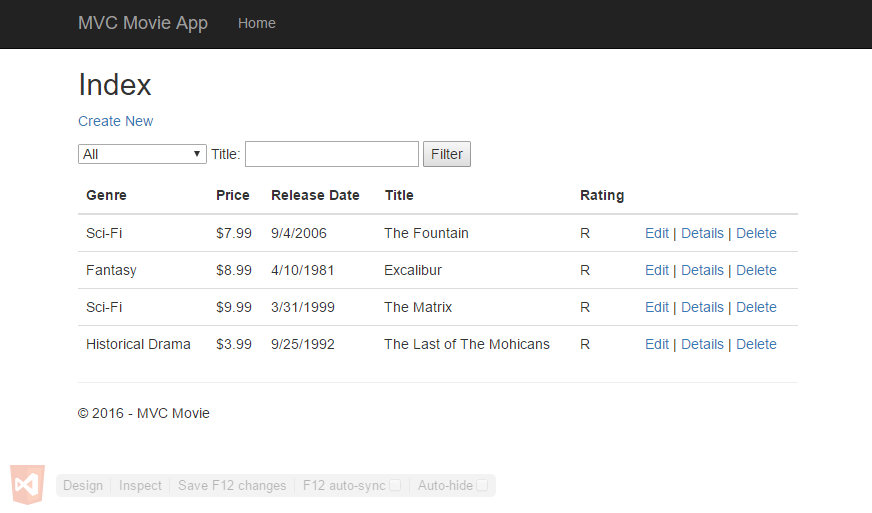 MVC Movie App Home
Index
Create New
All Title: Filter
Genre Price Release Date Title Rating
Sci-Fi $7.99 9/4/2006 The Fountain R Edit | Details | Delete
Fantasy $8.99 4/10/1981 Excalibur R Edit | Details | Delete
Sci-Fi $9.99 3/31/1999 The Matrix R Edit | Details | Delete
Historical Drama $3.99 9/25/1992 The Last of The Mohicans R Edit | Details | Delete
© 2016 - MVC Movie
Design Inspect Save F12 changes F12 auto-sync Auto-hide